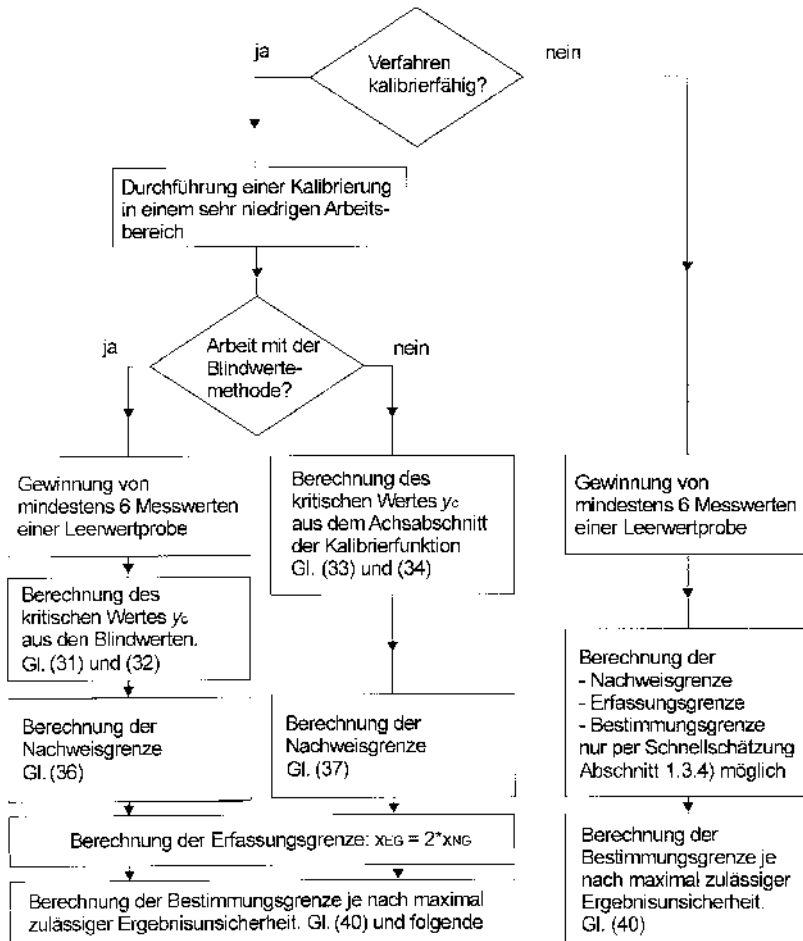 ja
Verfahren
kalibrierfähig?
nein
Durchführung einer Kalibrierung
in einem sehr niedrigen Arbeits-
bereich
ja
Arbeit mit der
Blindwerte-
methode?
nein
Gewinnung von
mindestens 6 Messwerten
einer Leerwertprobe
Berechnung des
kritischen Wertes yc
aus dem Achsabschnitt
der Kalibrierfunktion
Gl. (33) und (34)
Gewinnung von
mindestens 6 Messwerten
einer Leerwertprobe
Berechnung des
kritischen Wertes yc
aus den Blindwerten.
Gl. (31) und (32)
Berechnung der
Nachweisgrenze
Gl. (36)
Berechnung der
Nachweisgrenze
Gl. (37)
Berechnung der
- Nachweisgrenze
- Erfassungsgrenze
- Bestimmungsgrenze
nur per Schnellschätzung
Abschnitt 1.3.4) möglich
Berechnung der Erfassungsgrenze: xEG = 2*xNG
Berechnung der Bestimmungsgrenze je nach maximal
zulässiger Ergebnisunsicherheit. Gl. (40) und folgende
Berechnung der
Bestimmungsgrenze je
nach maximal zulässiger
Ergebnisunsicherheit.
Gl. (40)